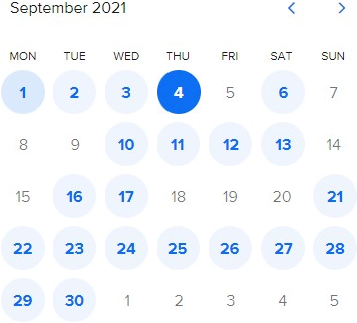 September 2021
MON TUE WED THU FRI SAT SUN
1 2 3 4 5 6 7
8 9 10 11 12 13 14
15 16 17 18 19 20 21
22 23 24 25 26 27 28
29 30 1 2 3 4 5